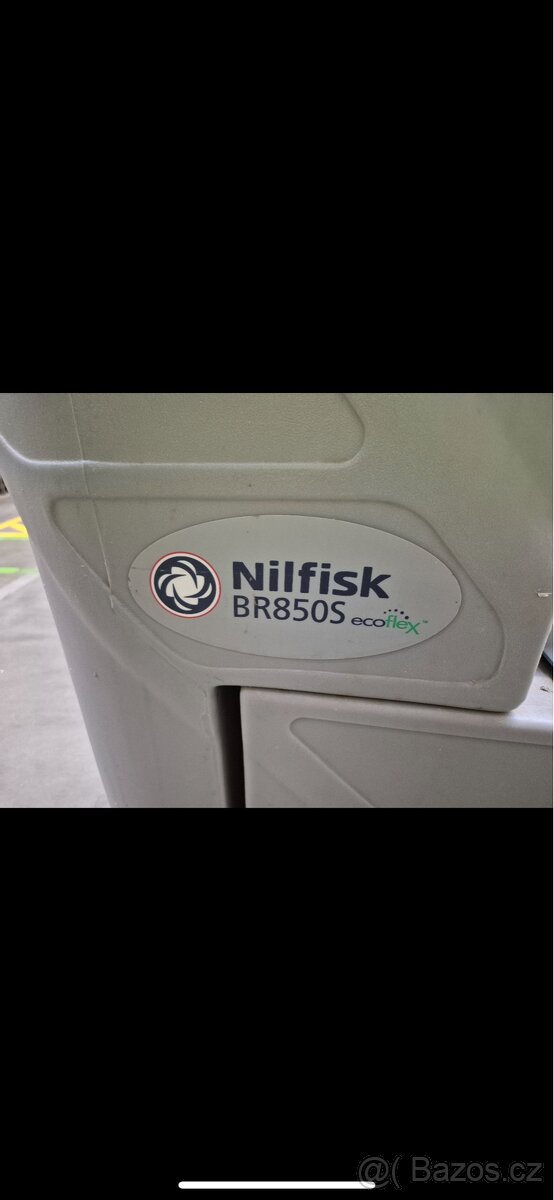 Nilfisk
BR850S ecoflex™
@( Bazos.cz